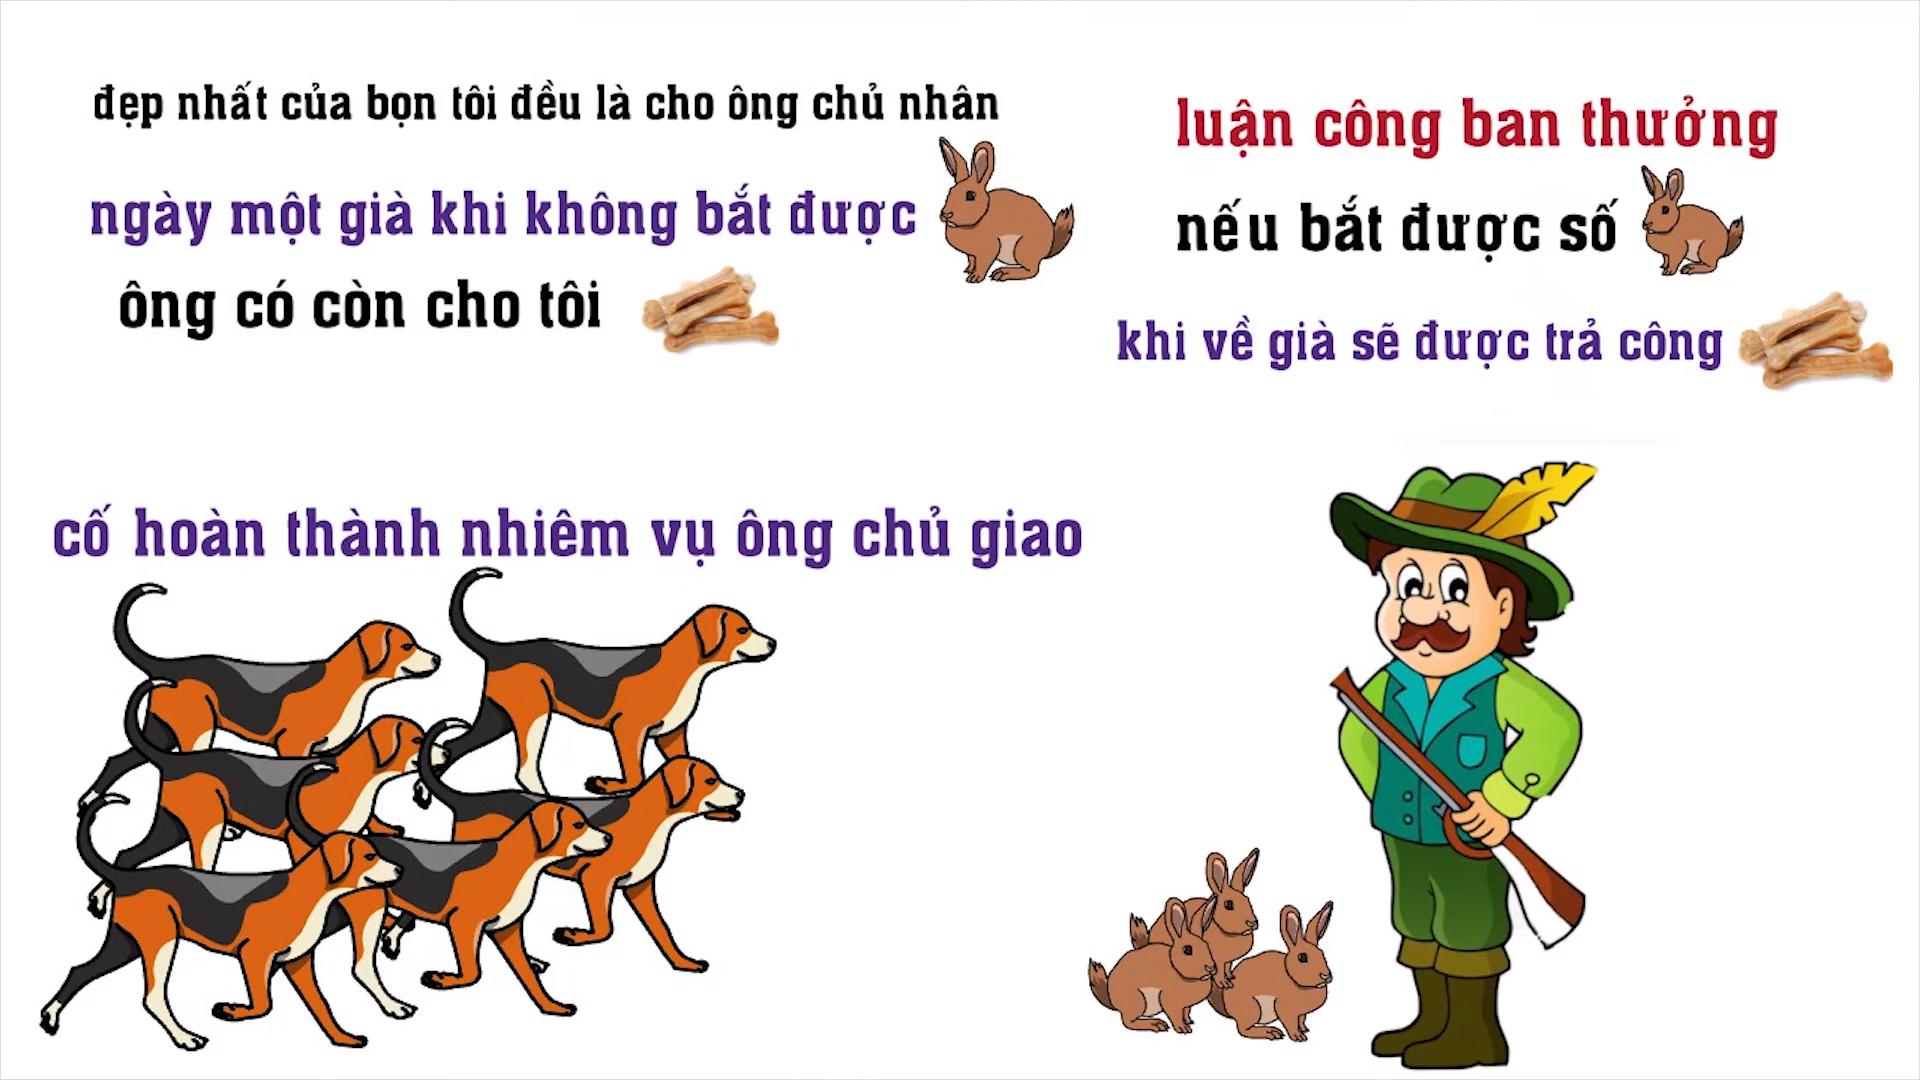 đẹp nhất của bọn tôi đều là cho ông chủ nhân
ngày một già khi không bắt được
ông có còn cho tôi
luận công ban thưởng
nếu bắt được số
khi về già sẽ được trả công
cố hoàn thành nhiêm vụ ông chủ giao